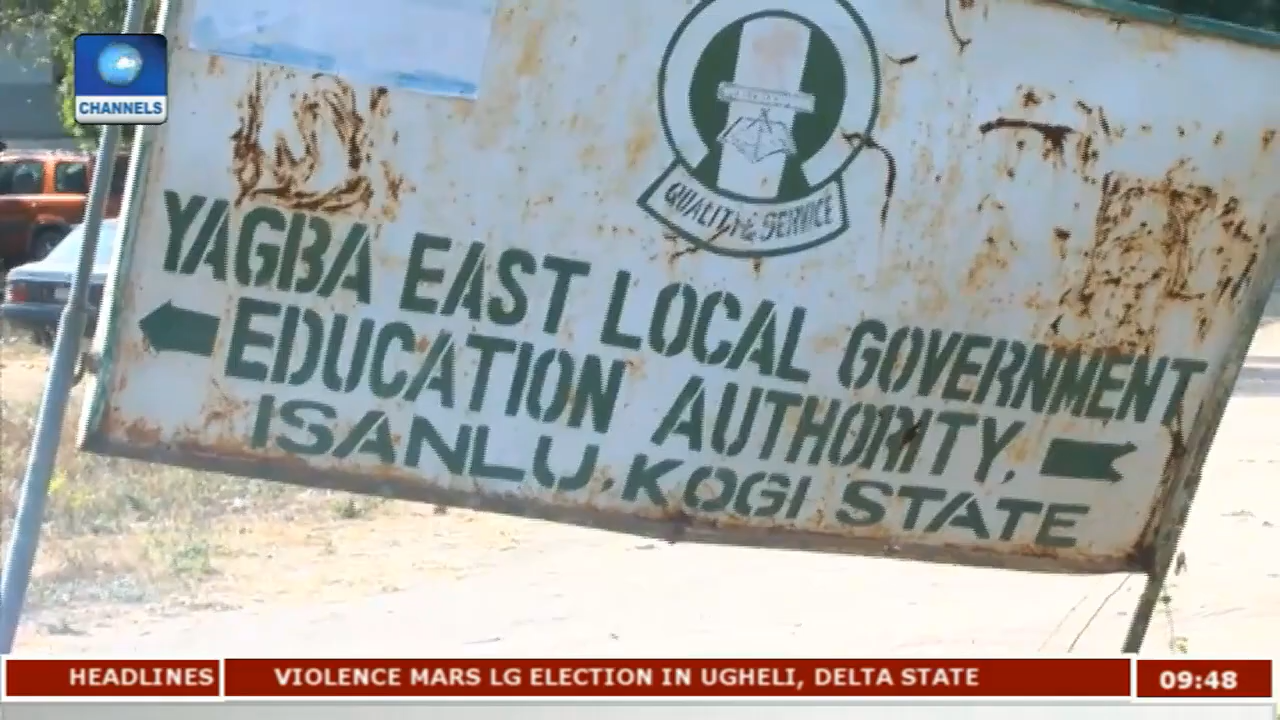 CHANNELS
QUALITY & SERVICE
YAGBA EAST LOCAL GOVERNMENT
EDUCATION AUTHORITY,
ISANLU, KOGI STATE
HEADLINES
VIOLENCE MARS LG ELECTION IN UGHELI, DELTA STATE
09:48